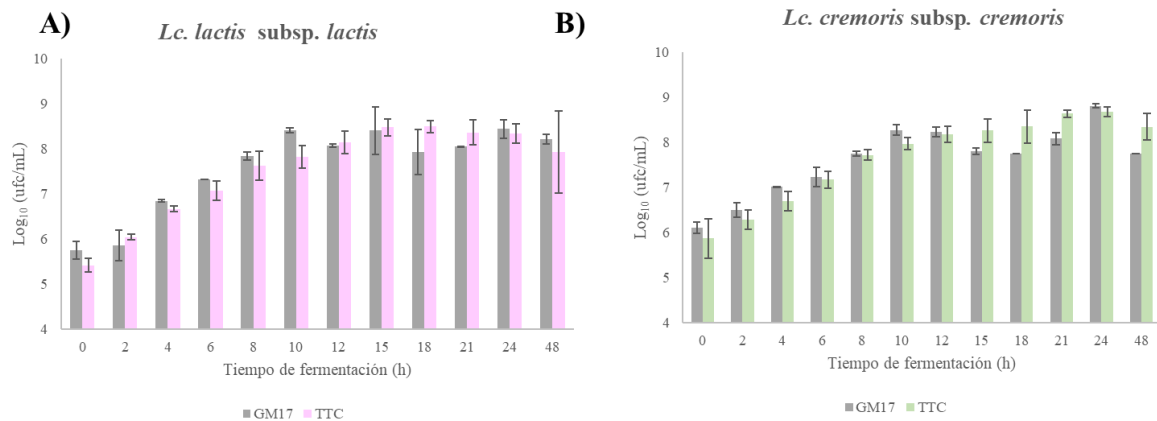 A)
Lc. lactis subsp. lactis
10
9
8
7
6
5
4
Log10 (ufc/mL)
0 2 4 6 8 10 12 15 18 21 24 48
Tiempo de fermentación (h)
GM17 TTC
B)
Lc. cremoris subsp. cremoris
10
9
8
7
6
5
4
Log10 (ufc/mL)
0 2 4 6 8 10 12 15 18 21 24 48
Tiempo de fermentación (h)
GM17 TTC